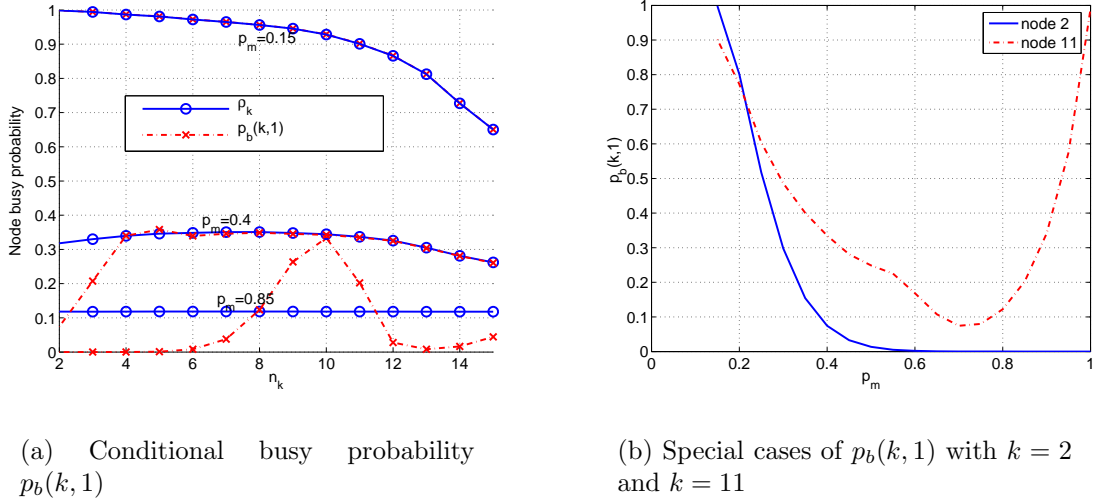 1
0.9
0.8
0.7
0.6
0.5
0.4
0.3
0.2
0.1
0
2 4 6 8 10 12 14
n_k
Node busy probability
p_m=0.15
ρ_k
p_b(k,1)
p_m=0.4
p_m=0.85
(a) Conditional busy probability
p_b(k,1)
1
0.9
0.8
0.7
0.6
0.5
0.4
0.3
0.2
0.1
0
0 0.2 0.4 0.6 0.8 1
p_m
p_b(k,1)
node 2
node 11
(b) Special cases of p_b(k,1) with k = 2
and k = 11